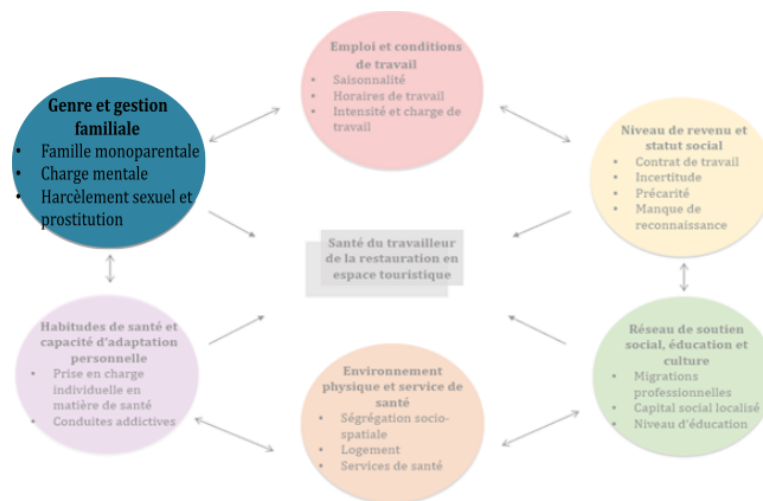 Emploi et conditions
de travail
• Saisonnalité
• Horaires de travail
• Intensité et charge de
travail
Genre et gestion
familiale
• Famille monoparentale
• Charge mentale
• Harcèlement sexuel et
prostitution
Niveau de revenu et
statut social
• Contrat de travail
• Incertitude
• Précarité
• Manque de
reconnaissance
Santé du travailleur
de la restauration en
espace touristique
Habitudes de santé et
capacité d'adaptation
personnelle
• Prise en charge
individuelle en
matière de santé
• Conduites addictives
Environnement
physique et service de
santé
• Ségrégation socio-
spatiale
• Logement
• Services de santé
Réseau de soutien
social, éducation et
culture
• Migrations
professionnelles
• Capital social localisé
• Niveau d'éducation